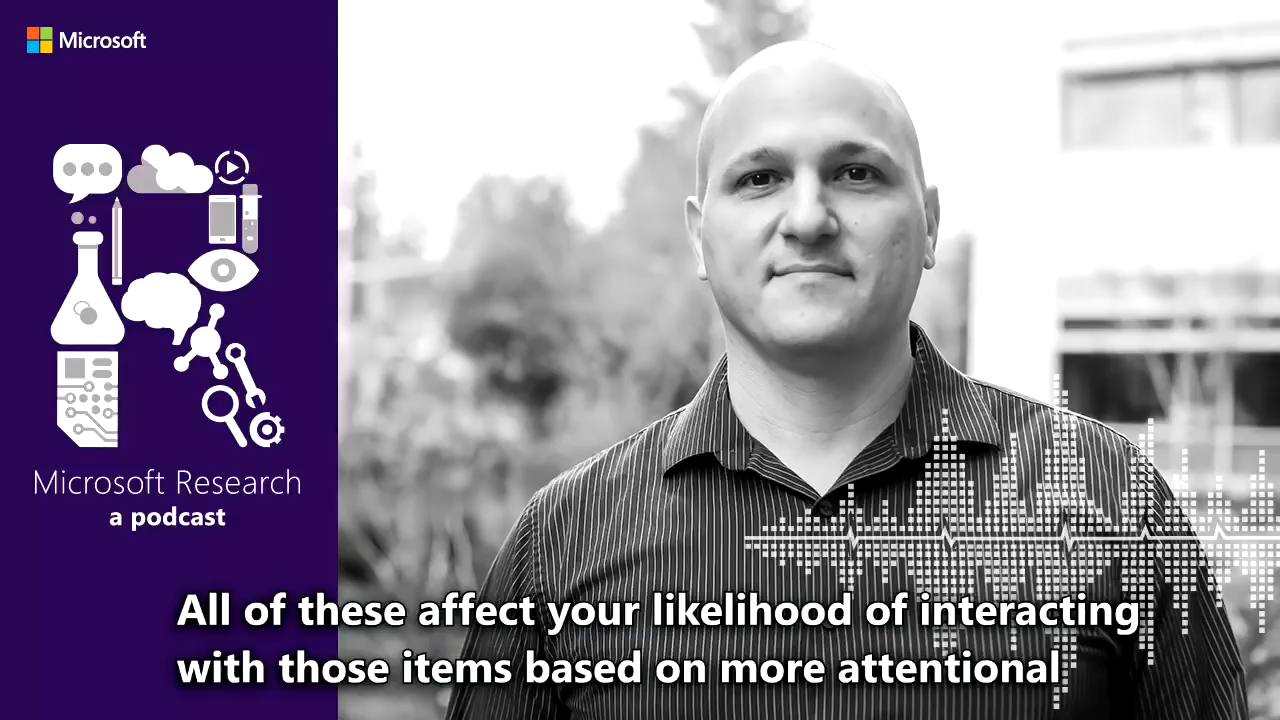 Microsoft
Microsoft Research
a podcast
All of these affect your likelihood of interacting
with those items based on more attentional